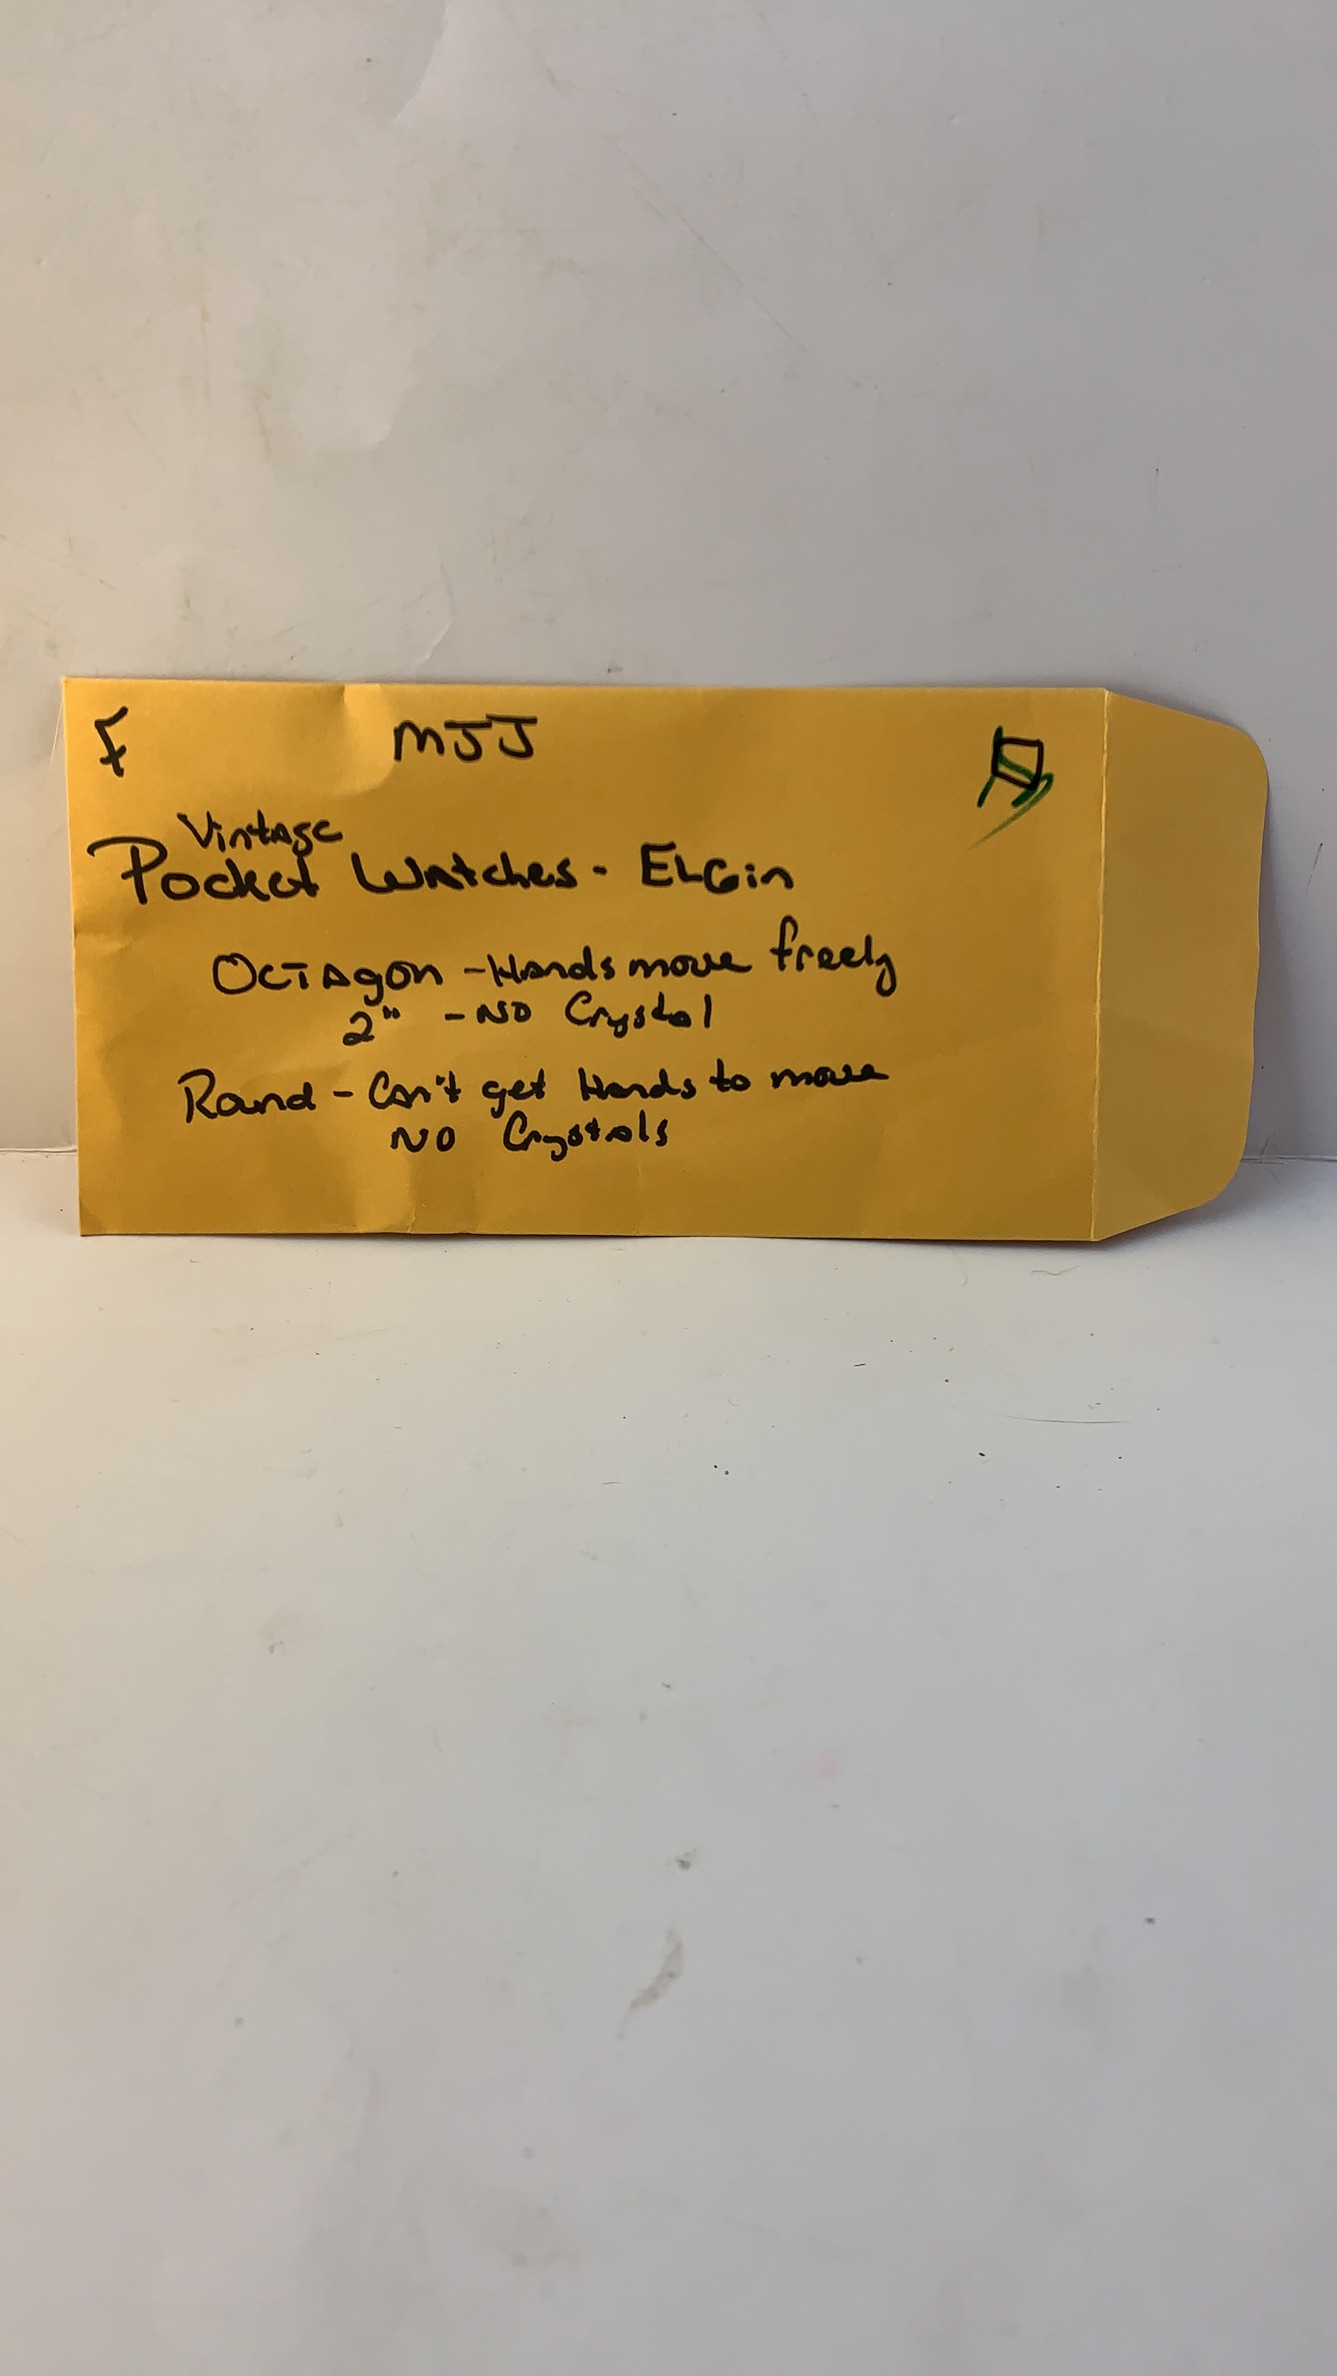 F MJJ
Vintage
Pocket Watches - ELGin
OCTAgon - Hands move freely
2" - NO Crystal
Round - Can't get Hands to move
NO Crystals